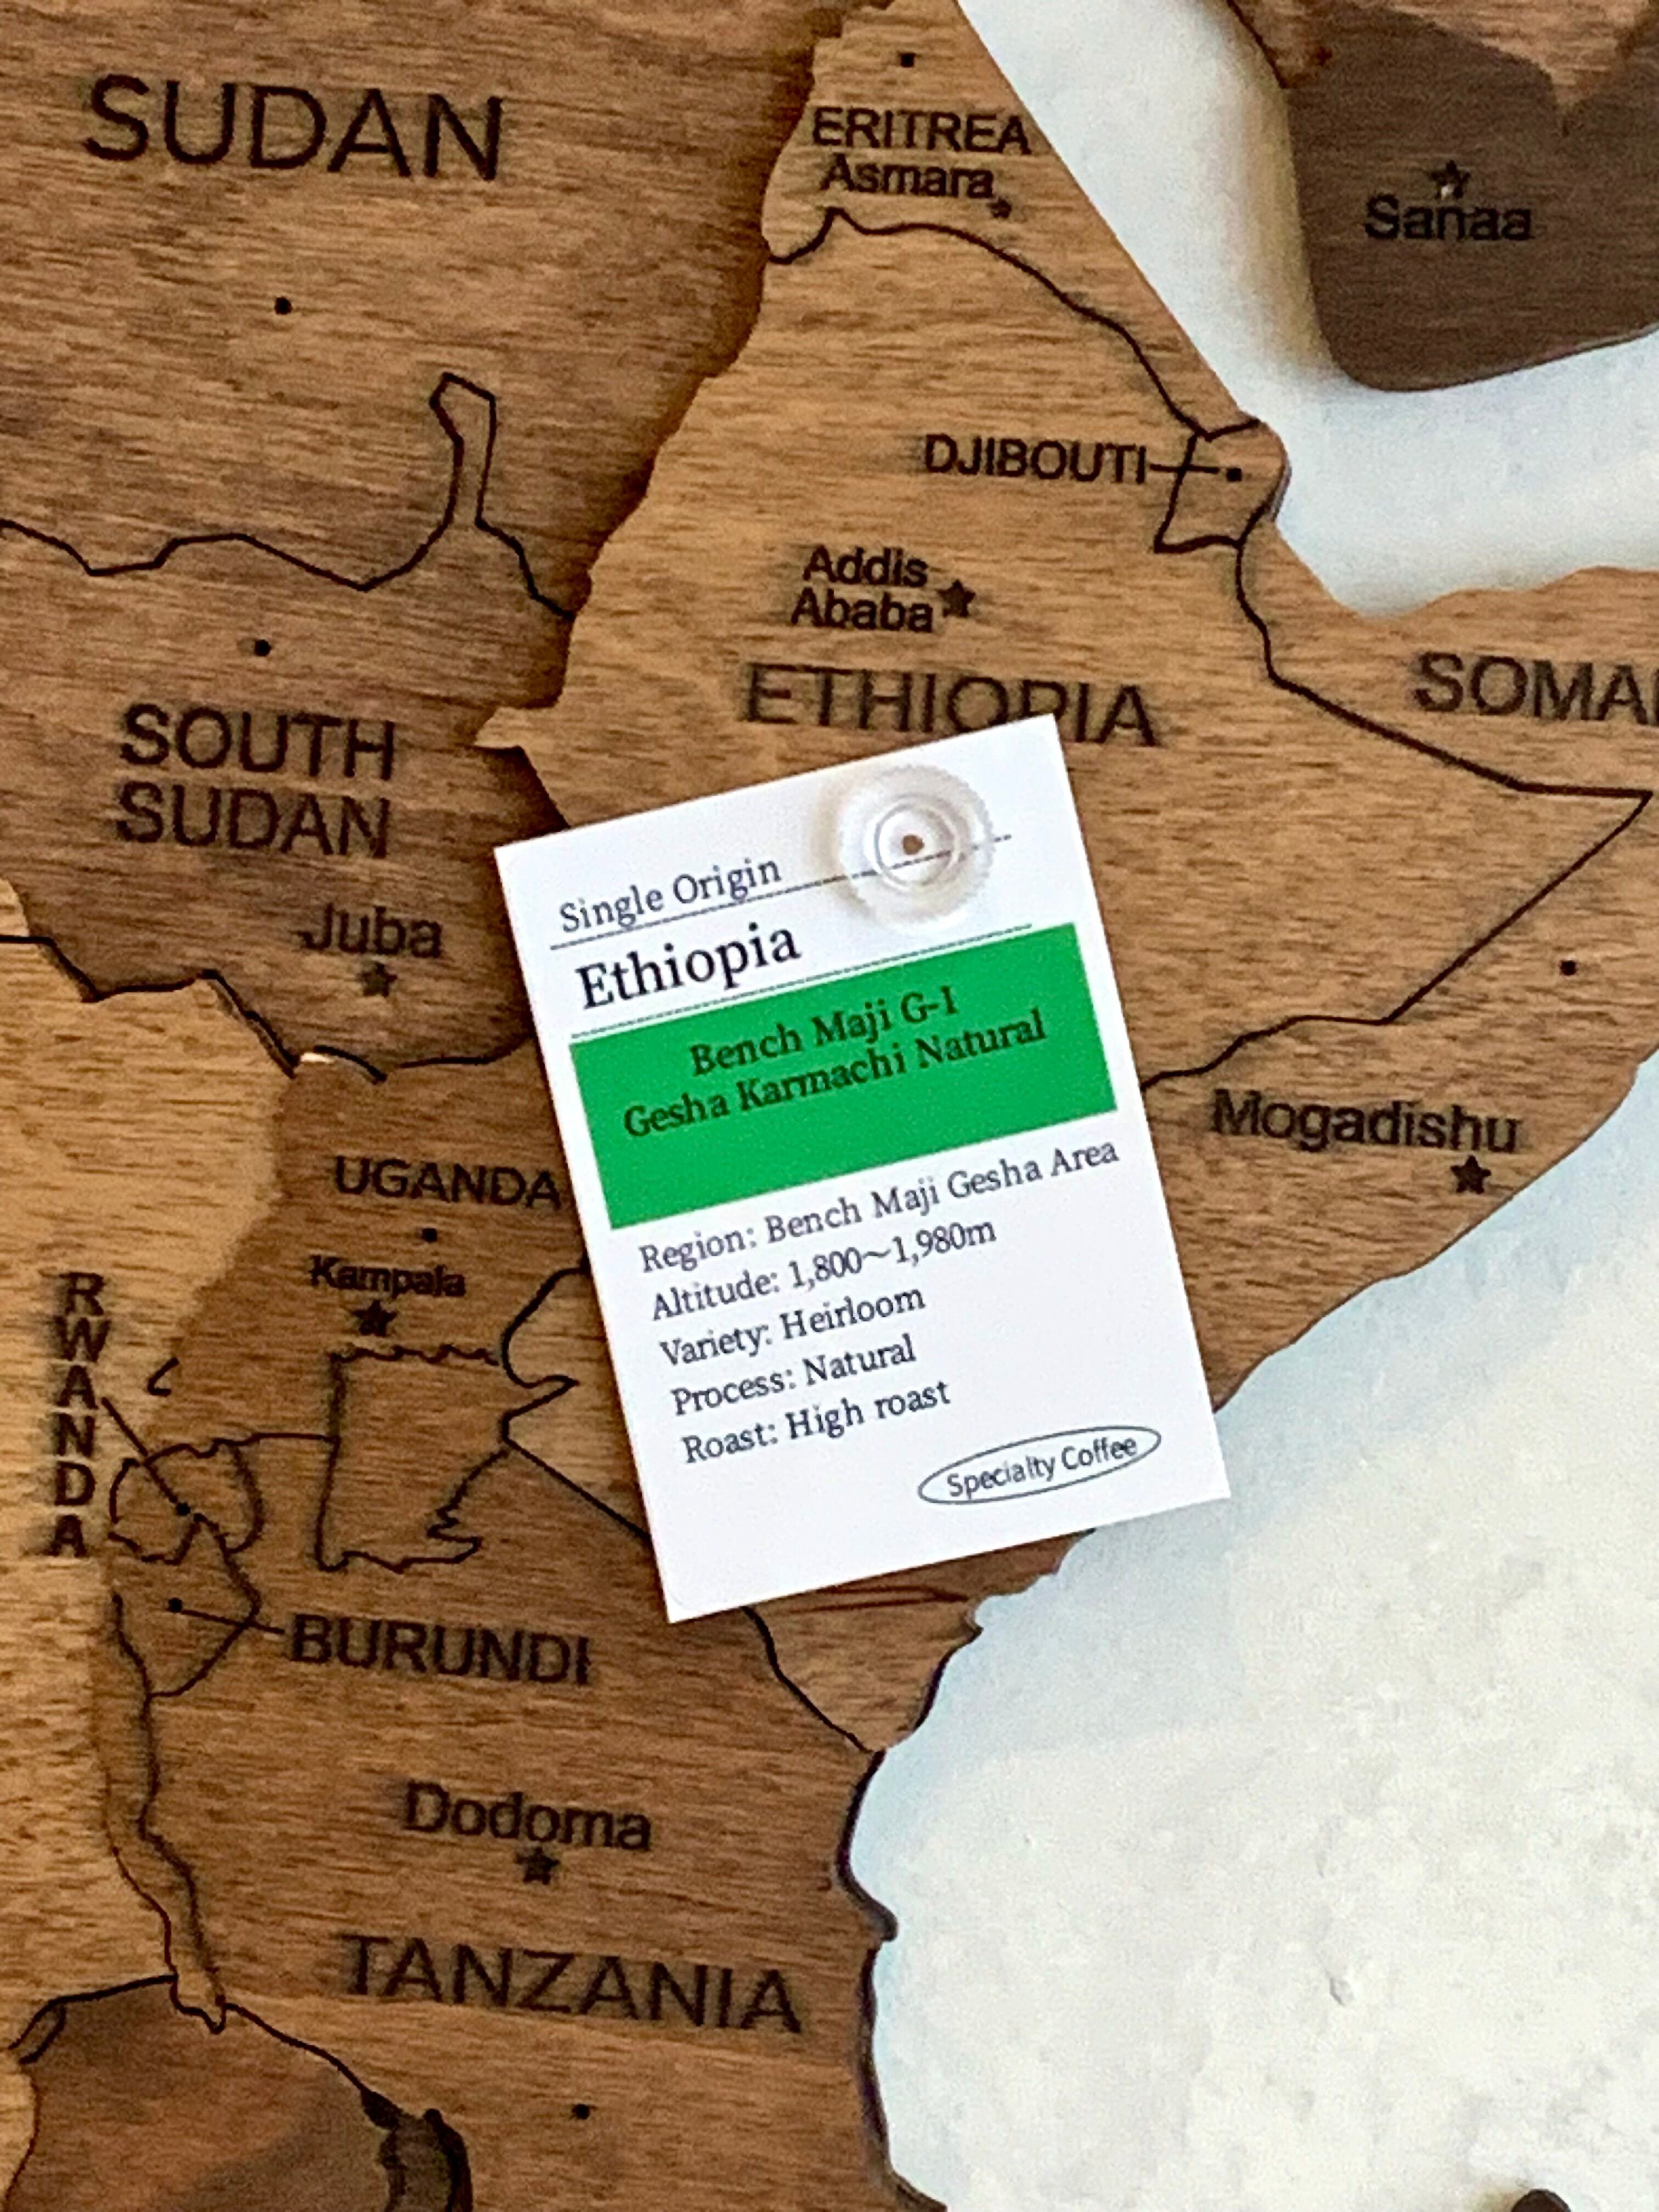 SUDAN
ERITREA
Asmara
Sanaa
DJIBOUTI
Addis
Ababa
ETHIOPIA
SOMAL
SOUTH
SUDAN
Juba
Single Origin
Ethiopia
Bench Maji G-I
Gesha Karmachi Natural
Region: Bench Maji Gesha Area
Altitude: 1,800~1,980m
Variety: Heirloom
Process: Natural
Roast: High roast
Specialty Coffee
Mogadishu
UGANDA
Kampala
RWANDA
BURUNDI
Dodoma
TANZANIA